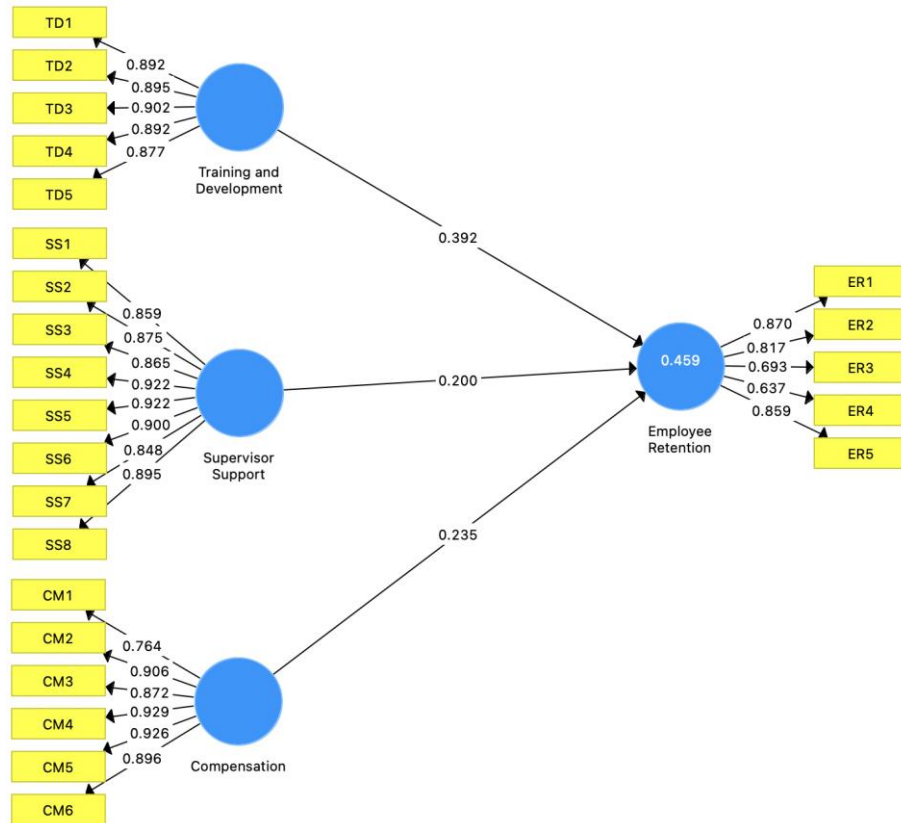 TD1
TD2
TD3
TD4
TD5
0.892
0.895
0.902
0.892
0.877
Training and
Development
SS1
SS2
SS3
SS4
SS5
SS6
SS7
SS8
0.859
0.875
0.865
0.922
0.922
0.900
0.848
0.895
Supervisor
Support
CM1
CM2
CM3
CM4
CM5
CM6
0.764
0.906
0.872
0.929
0.926
0.896
Compensation
0.392
0.200
0.235
0.459
Employee
Retention
0.870
0.817
0.693
0.637
0.859
ER1
ER2
ER3
ER4
ER5